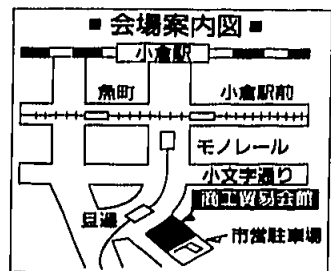 ■会場案内図■
小倉駅
魚町 小倉駅前
モノレール
小文字通り
商工貿易会館
旦過
市営駐車場